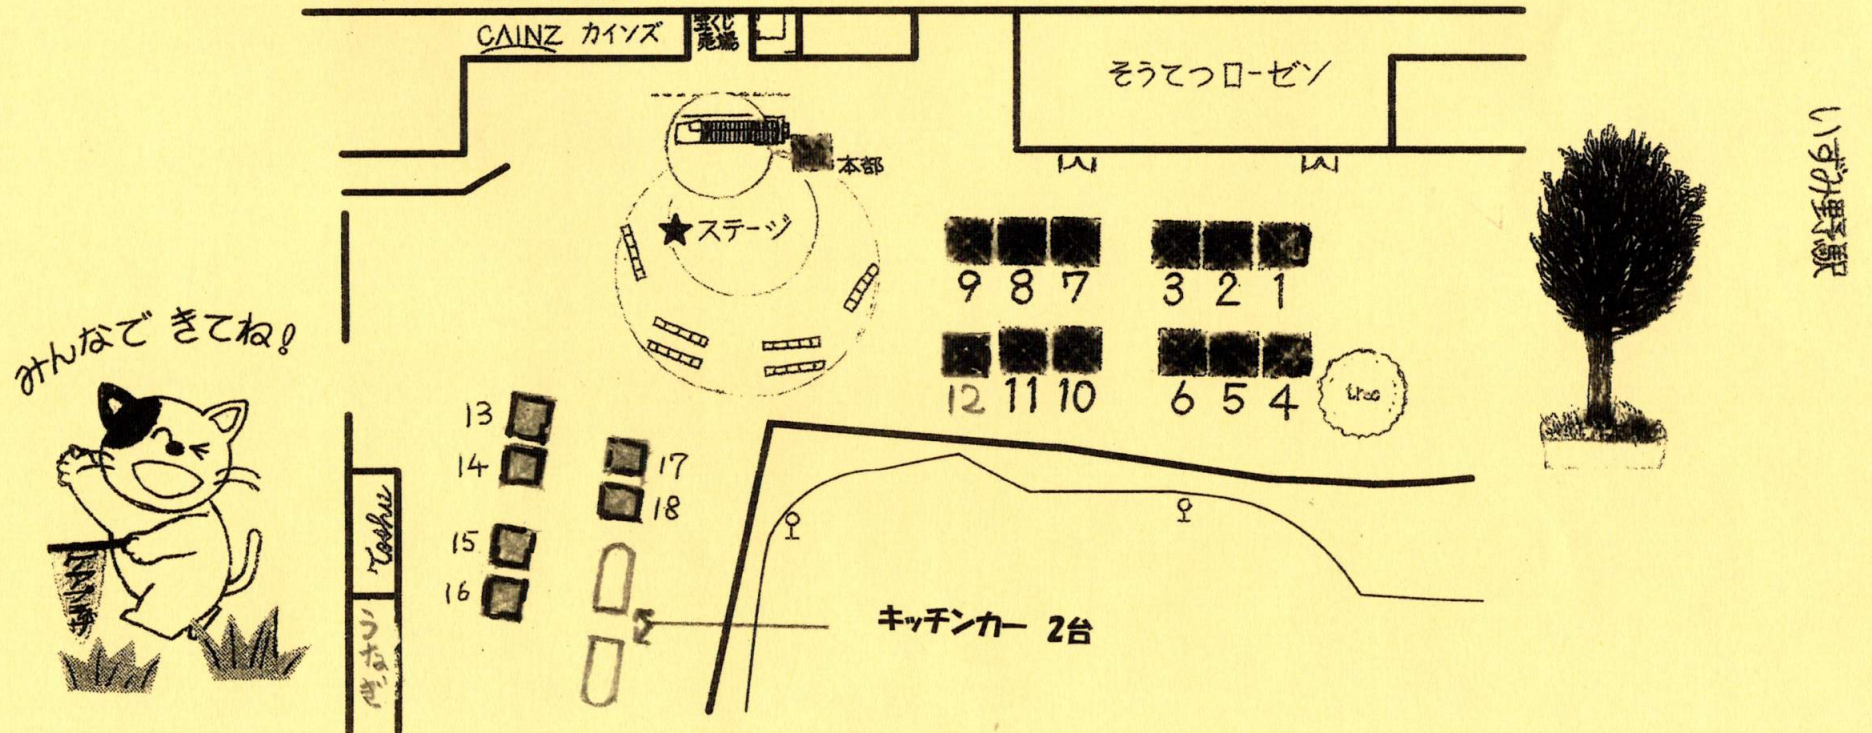 CAINZ カインズ
宝くじ
売場
そうてつローゼン
いずみ野駅
本部
★ステージ
9 8 7
3 2 1
12 11 10
6 5 4
tree
みんなで きてね!
13
14
15
16
17
18
うなぎ
キッチンカー 2台